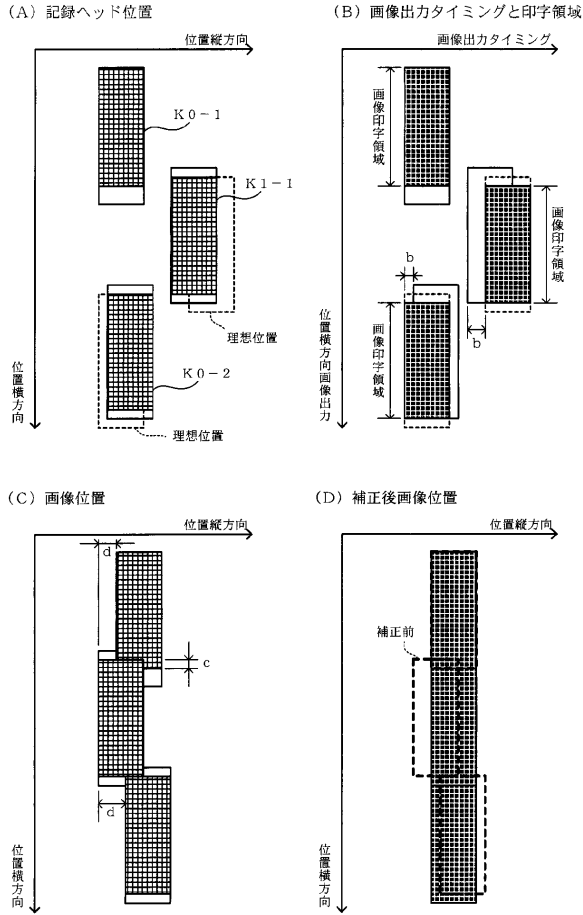 (A) 記録ヘッド位置
位置縦方向
K0-1
K1-1
理想位置
K0-2
理想位置
位置横方向
(B) 画像出力タイミングと印字領域
画像出力タイミング
画像印字領域
画像印字領域
b
b
画像印字領域
位置横方向画像出力
(C) 画像位置
位置縦方向
d
c
d
位置横方向
(D) 補正後画像位置
位置縦方向
補正前
位置横方向